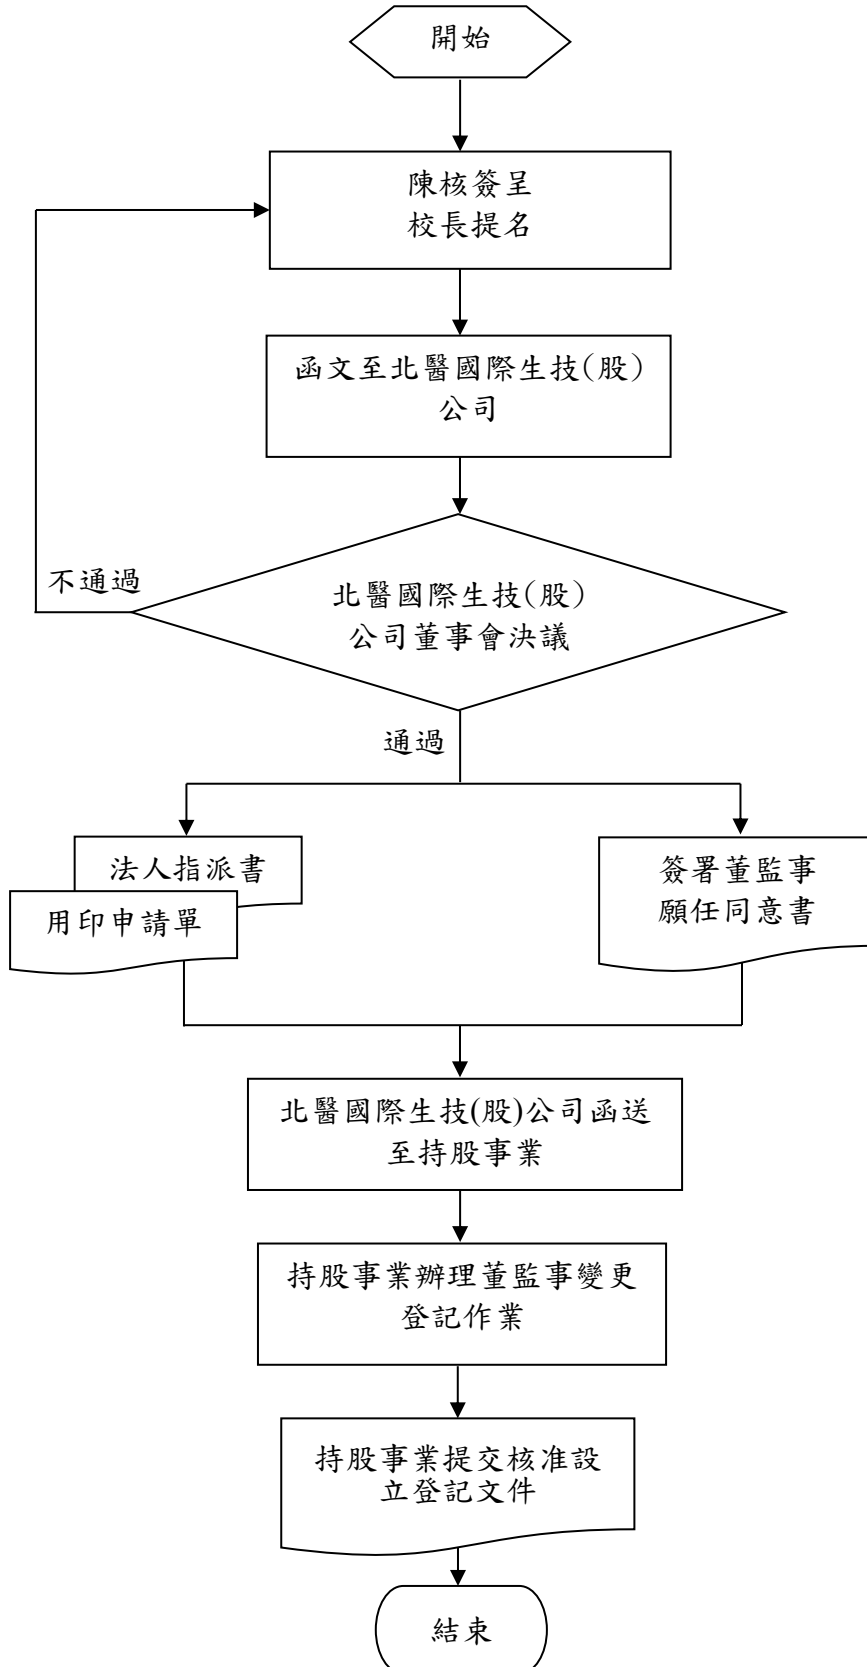 開始
陳核簽呈
校長提名
函文至北醫國際生技(股)
公司
不通過
北醫國際生技(股)
公司董事會決議
通過
法人指派書
用印申請單
簽署董監事
願任同意書
北醫國際生技(股)公司函送
至持股事業
持股事業辦理董監事變更
登記作業
持股事業提交核准設
立登記文件
結束